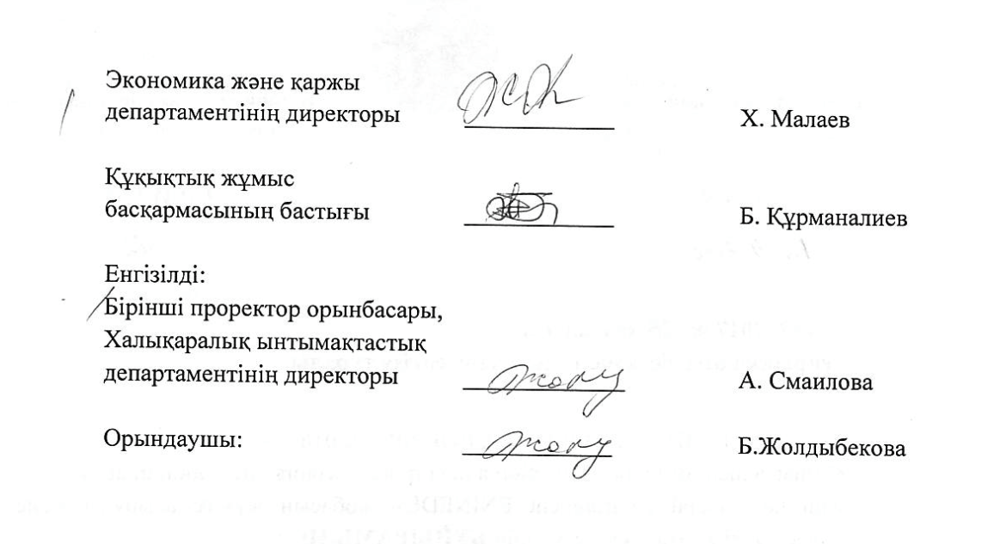 Экономика және қаржы
департаментінің директоры Х. Малаев
Құқықтық жұмыс
басқармасының бастығы Б. Құрманалиев
Енгізілді:
Бірінші проректор орынбасары,
Халықаралық ынтымақтастық
департаментінің директоры А. Смаилова
Орындаушы: Б.Жолдыбекова